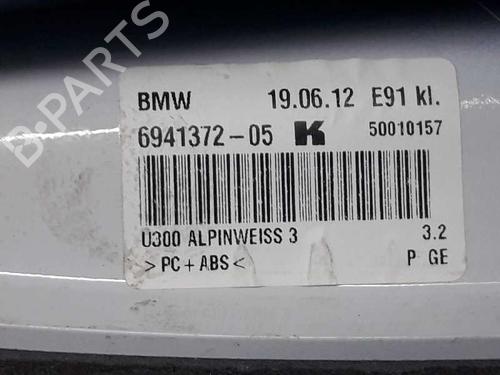 B-PARTS
BMW 19.06.12 E91 kl.
6941372-05 K 50010157
U300 ALPINWEISS 3 3.2
>PC+ABS< P GE